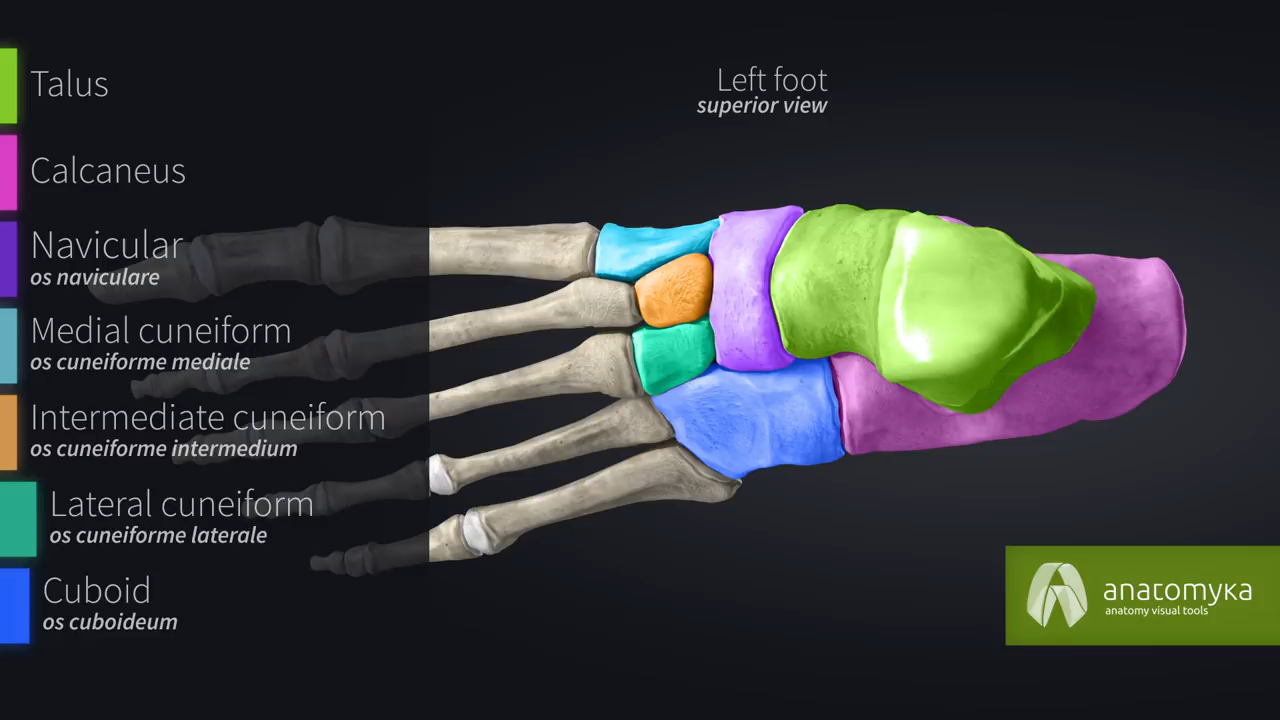 Talus
Calcaneus
Navicular
os naviculare
Medial cuneiform
os cuneiforme mediale
Intermediate cuneiform
os cuneiforme intermedium
Lateral cuneiform
os cuneiforme laterale
Cuboid
os cuboideum
Left foot
superior view
anatomyka
anatomy visual tools